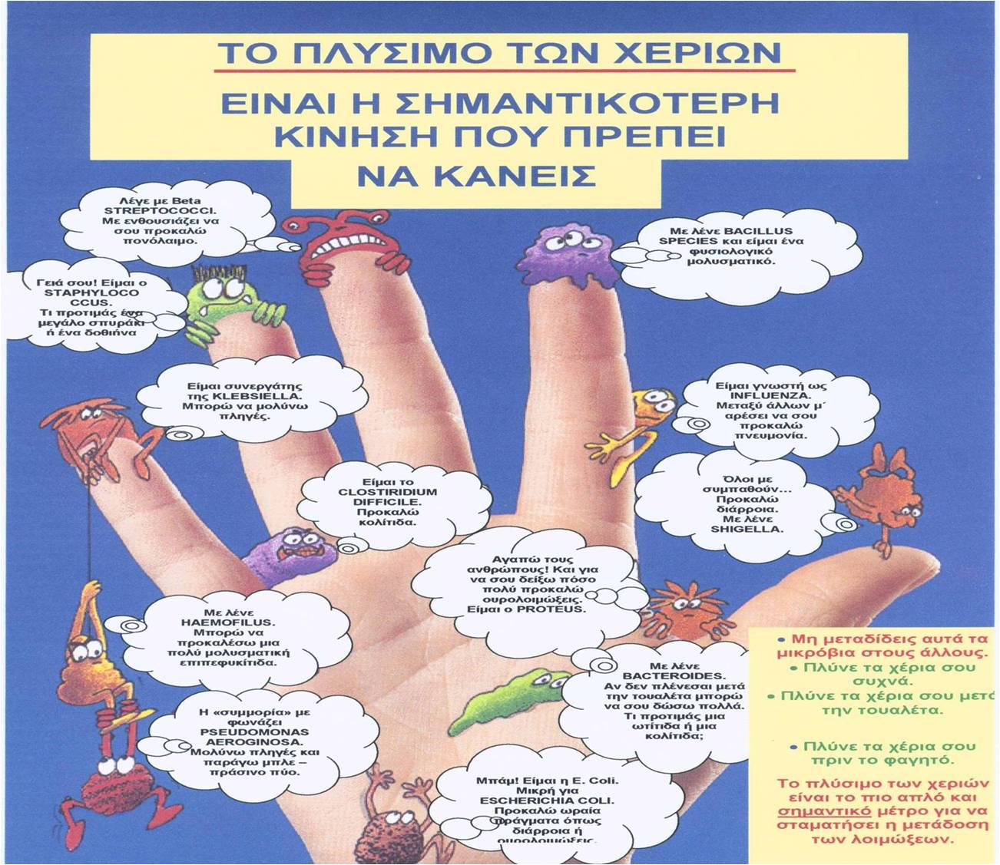 ΤΟ ΠΛΥΣΙΜΟ ΤΩΝ ΧΕΡΙΩΝ
ΕΙΝΑΙ Η ΣΗΜΑΝΤΙΚΟΤΕΡΗ
ΚΙΝΗΣΗ ΠΟΥ ΠΡΕΠΕΙ
ΝΑ ΚΑΝΕΙΣ
Λέγε με Beta
STREPTOCOCCI.
Με ενθουσιάζει να
σου προκαλώ
πονόλαιμο.
Με λένε BACILLUS
SPECIES και είμαι ένα
φυσιολογικό
μολυσματικό.
Γειά σου! Είμαι ο
STAPHYLOCO
CCUS.
Τι προτιμάς ένα
μεγάλο σπυράκι
ή ένα δοθιήνα
Είμαι συνεργάτης
της KLEBSIELLA.
Μπορώ να μολύνω
πληγές.
Είμαι γνωστή ως
INFLUENZA.
Μεταξύ άλλων μ΄
αρέσει να σου
προκαλώ
πνευμονία.
Είμαι το
CLOSTIRIDIUM
DIFFICILE.
Προκαλώ
κολίτιδα.
Όλοι με
συμπαθούν...
Προκαλώ
διάρροια.
Με λένε
SHIGELLA.
Αγαπώ τους
ανθρώπους! Και για
να σου δείξω πόσο
πολύ προκαλώ
ουρολοιμώξεις.
Είμαι ο PROTEUS.
Με λένε
HAEMOFILUS.
Μπορώ να
προκαλέσω μια
πολύ μολυσματική
επιπεφυκίτιδα.
Με λένε
BACTEROIDES.
Αν δεν πλένεσαι μετά
την τουαλέτα μπορώ
να σου δώσω πολλά.
Τι προτιμάς μια
ωτίτιδα ή μια
κολίτιδα;
Η «συμμορία» με
φωνάζει
PSEUDOMONAS
AEROGINOSA.
Μολύνω πληγές και
παράγω μπλε –
πράσινο πύο.
Μπάμ! Είμαι η E. Coli.
Μικρή για
ESCHERICHIA COLI.
Προκαλώ ωραία
πράγματα όπως
διάρροια ή
ουρολοιμώξεις.
• Μη μεταδίδεις αυτά τα
μικρόβια στους άλλους.
• Πλύνε τα χέρια σου
συχνά.
• Πλύνε τα χέρια σου μετά
την τουαλέτα.
• Πλύνε τα χέρια σου
πριν το φαγητό.
Το πλύσιμο των χεριών
είναι το πιο απλό και
σημαντικό μέτρο για να
σταματήσει η μετάδοση
των λοιμώξεων.